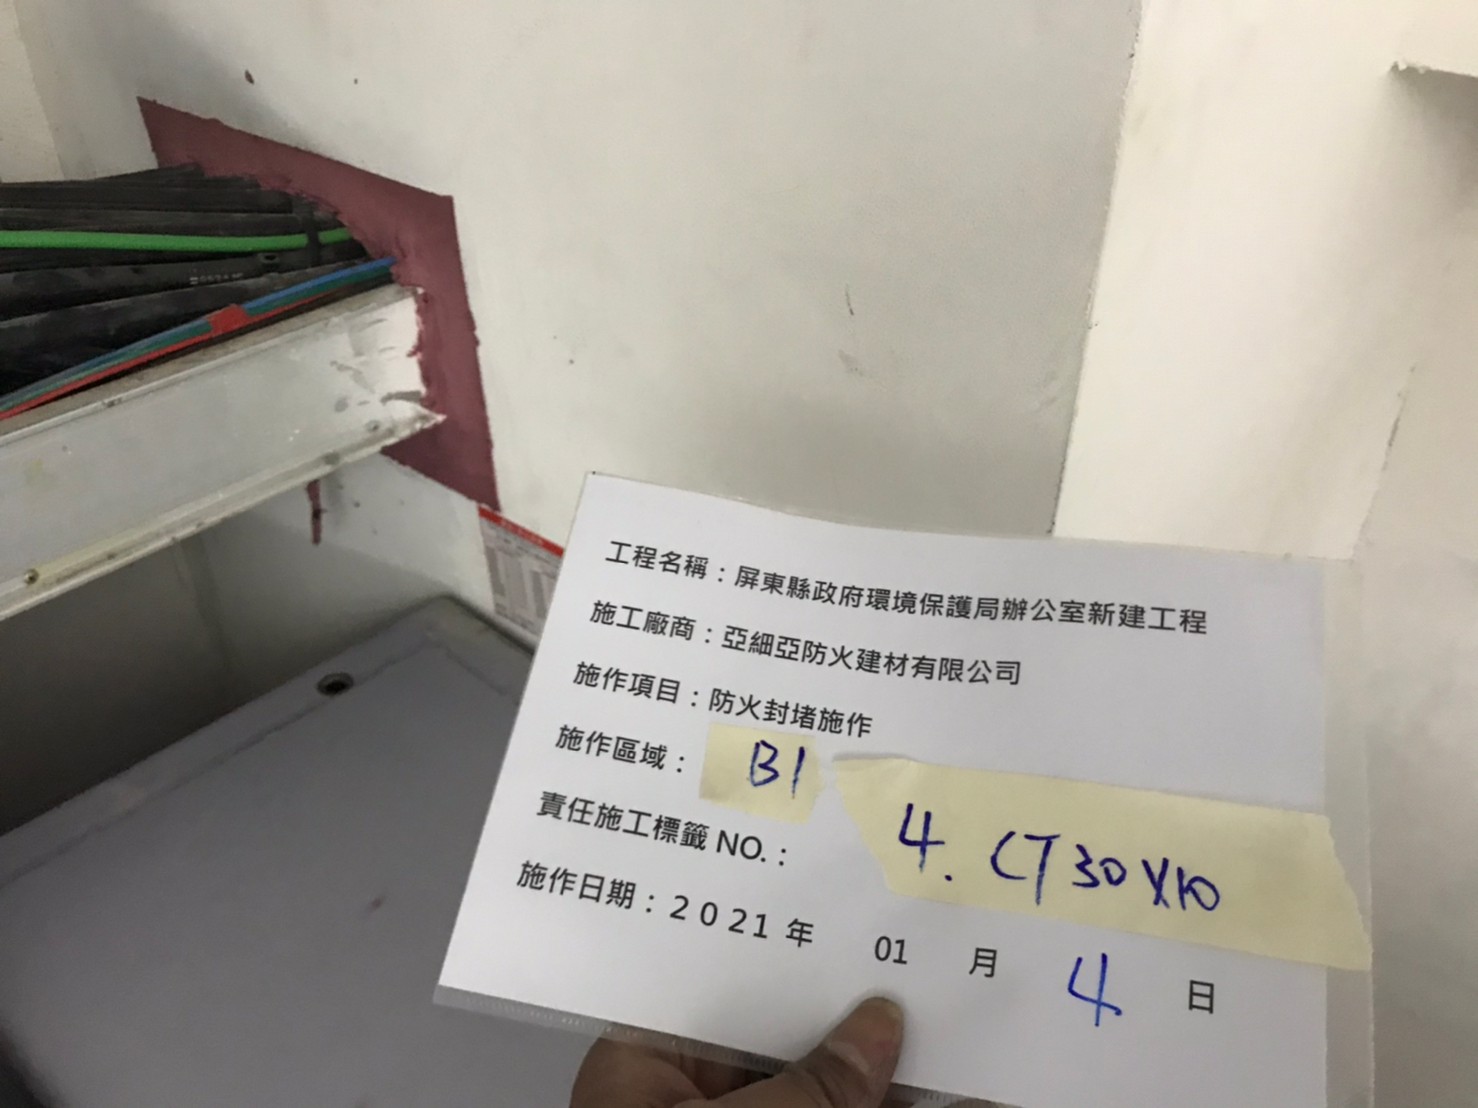 工程名稱：屏東縣政府環境保護局辦公室新建工程
施工廠商：亞細亞防火建材有限公司
施作項目：防火封堵施作
施作區域： B1
責任施工標籤 NO.： 4. CT 30X10
施作日期：2021 年 01 月 4 日